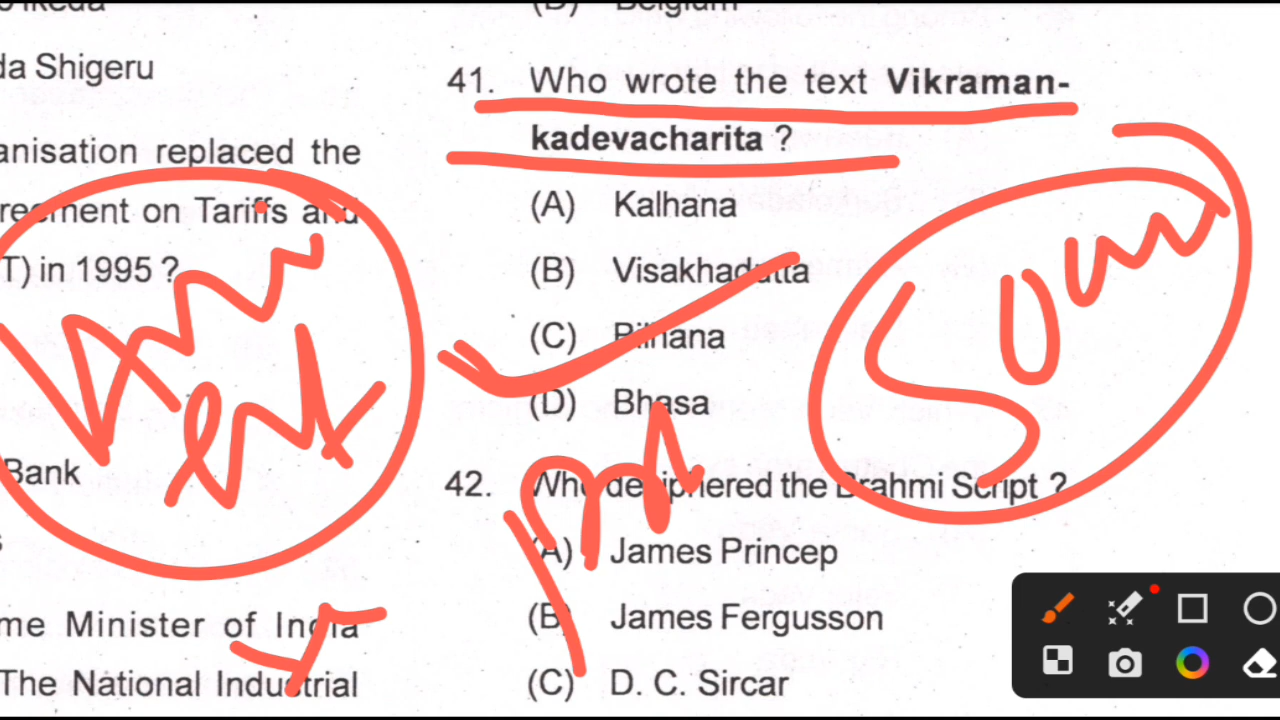 da Shigeru
anisation replaced the
reement on Tariffs and
T) in 1995 ?
Bank
me Minister of India
The National Industrial
(D) Belgium
41. Who wrote the text Vikraman-
kadevacharita ?
(A) Kalhana
(B) Visakhadutta
(C) Bilhana
(D) Bhasa
42. Who deciphered the Brahmi Script ?
(A) James Princep
(B) James Fergusson
(C) D. C. Sircar